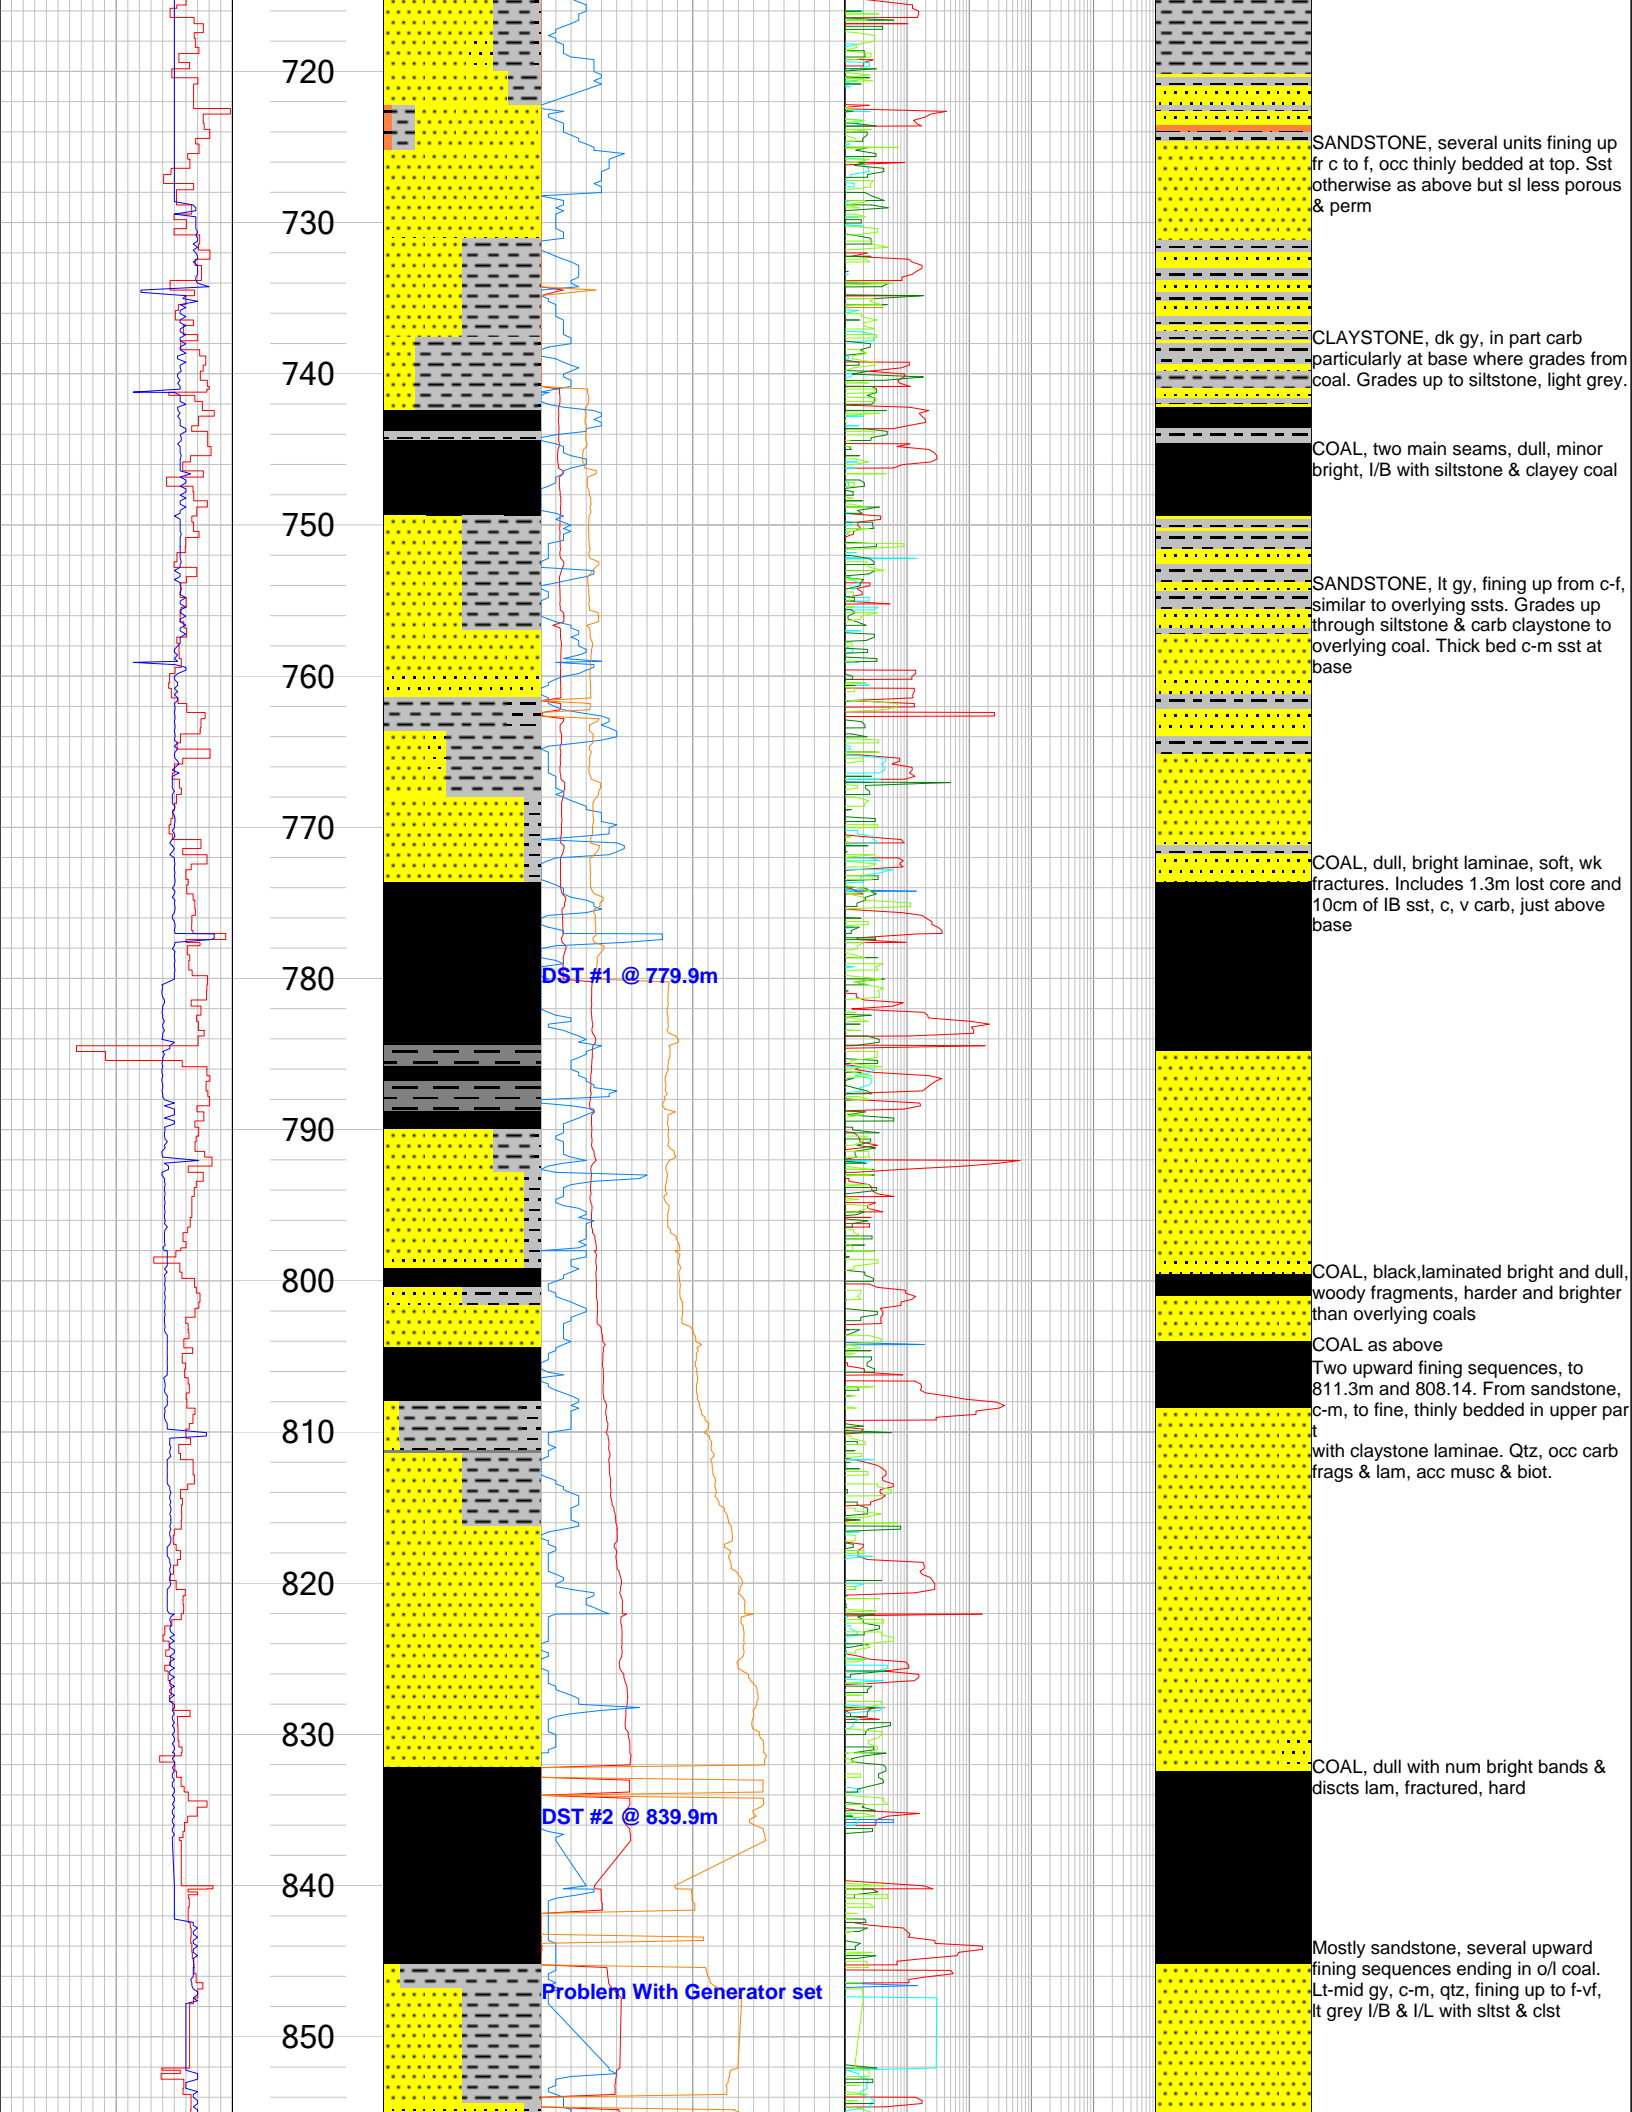 720
730
740
750
760
770
780
790
800
810
820
830
840
850
DST #1 @ 779.9m
DST #2 @ 839.9m
Problem With Generator set
SANDSTONE, several units fining up
fr c to f, occ thinly bedded at top. Sst
otherwise as above but sl less porous
& perm
CLAYSTONE, dk gy, in part carb
particularly at base where grades from
coal. Grades up to siltstone, light grey.
COAL, two main seams, dull, minor
bright, I/B with siltstone & clayey coal
SANDSTONE, lt gy, fining up from c-f,
similar to overlying ssts. Grades up
through siltstone & carb claystone to
overlying coal. Thick bed c-m sst at
base
COAL, dull, bright laminae, soft, wk
fractures. Includes 1.3m lost core and
10cm of IB sst, c, v carb, just above
base
COAL, black,laminated bright and dull,
woody fragments, harder and brighter
than overlying coals
COAL as above
Two upward fining sequences, to
811.3m and 808.14. From sandstone,
c-m, to fine, thinly bedded in upper par
t
with claystone laminae. Qtz, occ carb
frags & lam, acc musc & biot.
COAL, dull with num bright bands &
discts lam, fractured, hard
Mostly sandstone, several upward
fining sequences ending in o/l coal.
Lt-mid gy, c-m, qtz, fining up to f-vf,
lt grey I/B & I/L with sltst & clst